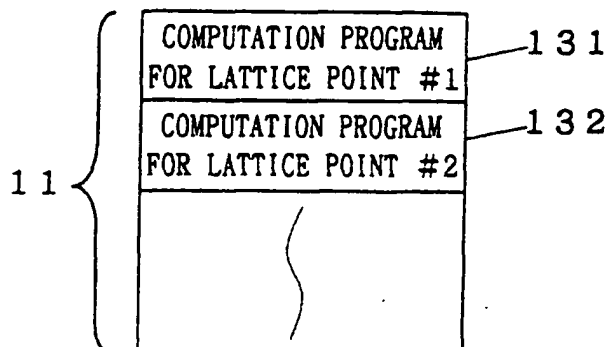 COMPUTATION PROGRAM
FOR LATTICE POINT #1
131
COMPUTATION PROGRAM
FOR LATTICE POINT #2
132
11